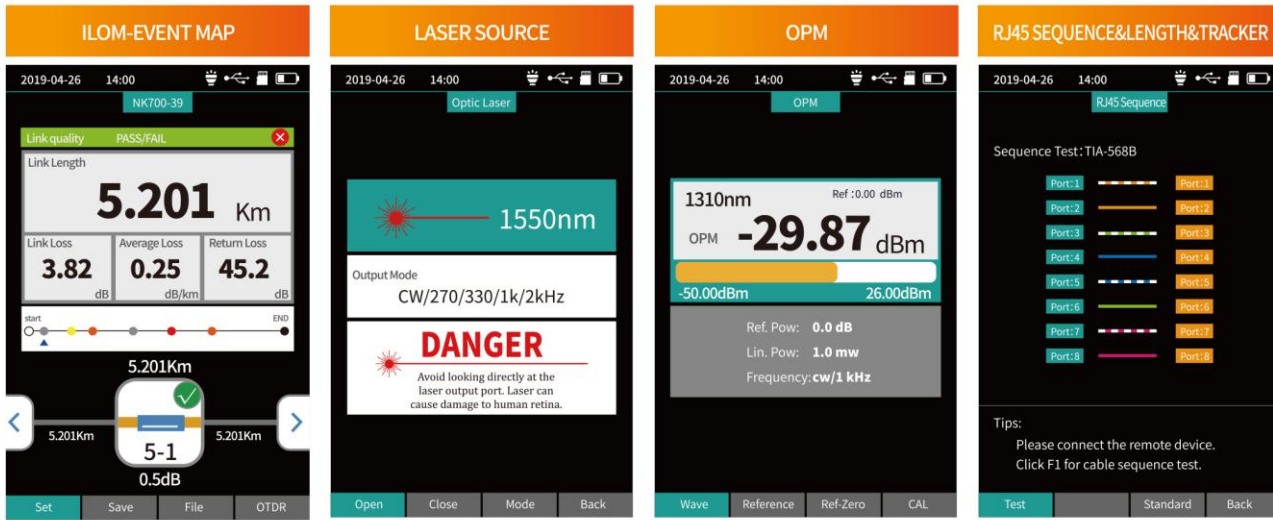 ILOM-EVENT MAP
2019-04-26 14:00
NK700-39
Link quality PASS/FAIL
Link Length
5.201 Km
Link Loss Average Loss Return Loss
3.82 0.25 45.2
dB dB/km dB
start END
5.201Km
5.201Km 5.201Km
5-1
0.5dB
Set Save File OTDR
LASER SOURCE
2019-04-26 14:00
Optic Laser
1550nm
Output Mode
CW/270/330/1k/2kHz
DANGER
Avoid looking directly at the
laser output port. Laser can
cause damage to human retina.
Open Close Mode Back
OPM
2019-04-26 14:00
OPM
1310nm Ref :0.00 dBm
OPM -29.87 dBm
-50.00dBm 26.00dBm
Ref. Pow: 0.0 dB
Lin. Pow: 1.0 mw
Frequency:cw/1 kHz
Wave Reference Ref-Zero CAL
RJ45 SEQUENCE&LENGTH&TRACKER
2019-04-26 14:00
RJ45 Sequence
Sequence Test:TIA-568B
Port:1 Port:1
Port:2 Port:2
Port:3 Port:3
Port:4 Port:4
Port:5 Port:5
Port:6 Port:6
Port:7 Port:7
Port:8 Port:8
Tips:
Please connect the remote device.
Click F1 for cable sequence test.
Test Standard Back